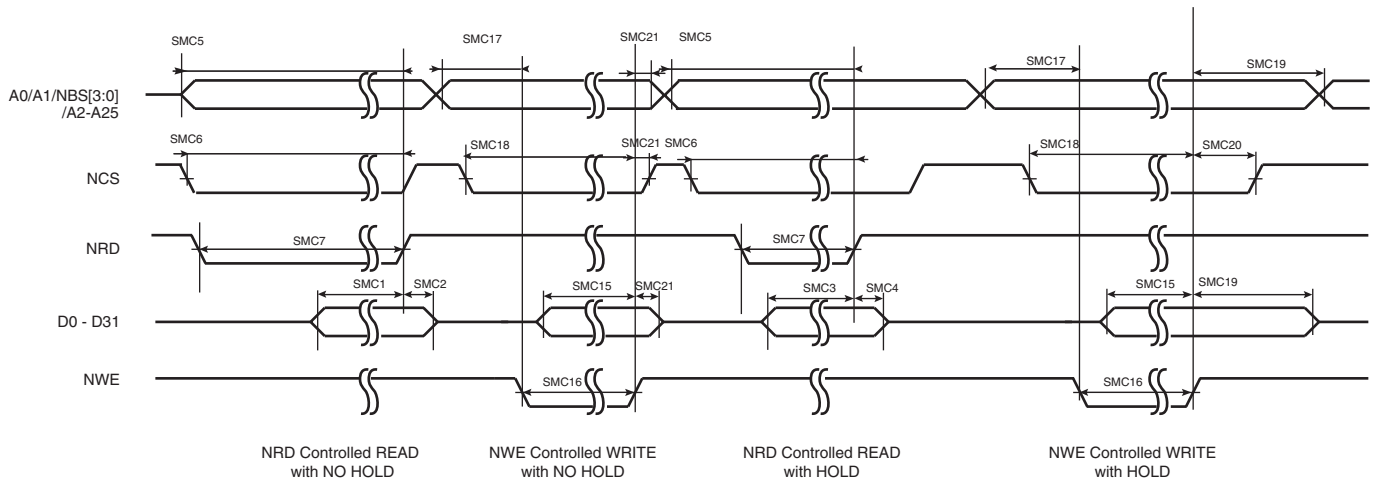 SMC5
SMC17
SMC21
SMC5
SMC17
SMC19
A0/A1/NBS[3:0]
/A2-A25
SMC6
SMC18
SMC21
SMC6
SMC18
SMC20
NCS
NRD
SMC7
SMC7
SMC1
SMC2
SMC15
SMC21
SMC3
SMC4
SMC15
SMC19
D0 - D31
NWE
SMC16
SMC16
NRD Controlled READ
with NO HOLD
NWE Controlled WRITE
with NO HOLD
NRD Controlled READ
with HOLD
NWE Controlled WRITE
with HOLD